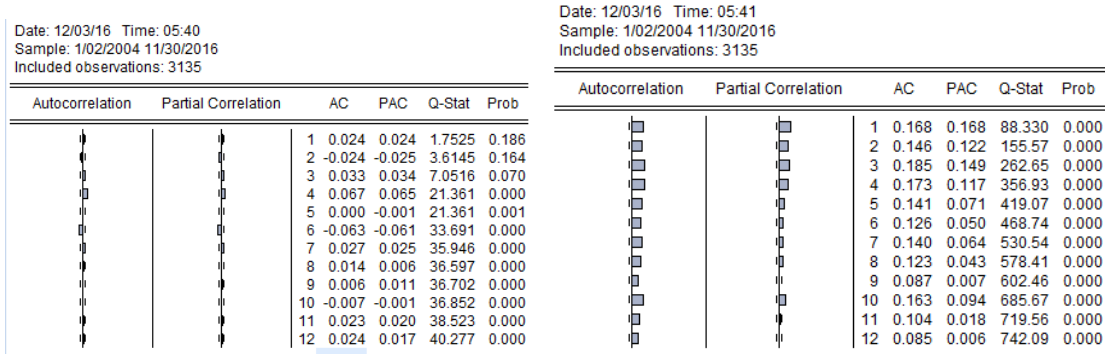 Date: 12/03/16 Time: 05:40
Sample: 1/02/2004 11/30/2016
Included observations: 3135
Autocorrelation Partial Correlation AC PAC Q-Stat Prob
1 0.024 0.024 1.7525 0.186
2 -0.024 -0.025 3.6145 0.164
3 0.033 0.034 7.0516 0.070
4 0.067 0.065 21.361 0.000
5 0.000 -0.001 21.361 0.001
6 -0.063 -0.061 33.691 0.000
7 0.027 0.025 35.946 0.000
8 0.014 0.006 36.597 0.000
9 0.006 0.011 36.702 0.000
10 -0.007 -0.001 36.852 0.000
11 0.023 0.020 38.523 0.000
12 0.024 0.017 40.277 0.000
Date: 12/03/16 Time: 05:41
Sample: 1/02/2004 11/30/2016
Included observations: 3135
Autocorrelation Partial Correlation AC PAC Q-Stat Prob
1 0.168 0.168 88.330 0.000
2 0.146 0.122 155.57 0.000
3 0.185 0.149 262.65 0.000
4 0.173 0.117 356.93 0.000
5 0.141 0.071 419.07 0.000
6 0.126 0.050 468.74 0.000
7 0.140 0.064 530.54 0.000
8 0.123 0.043 578.41 0.000
9 0.087 0.007 602.46 0.000
10 0.163 0.094 685.67 0.000
11 0.104 0.018 719.56 0.000
12 0.085 0.006 742.09 0.000